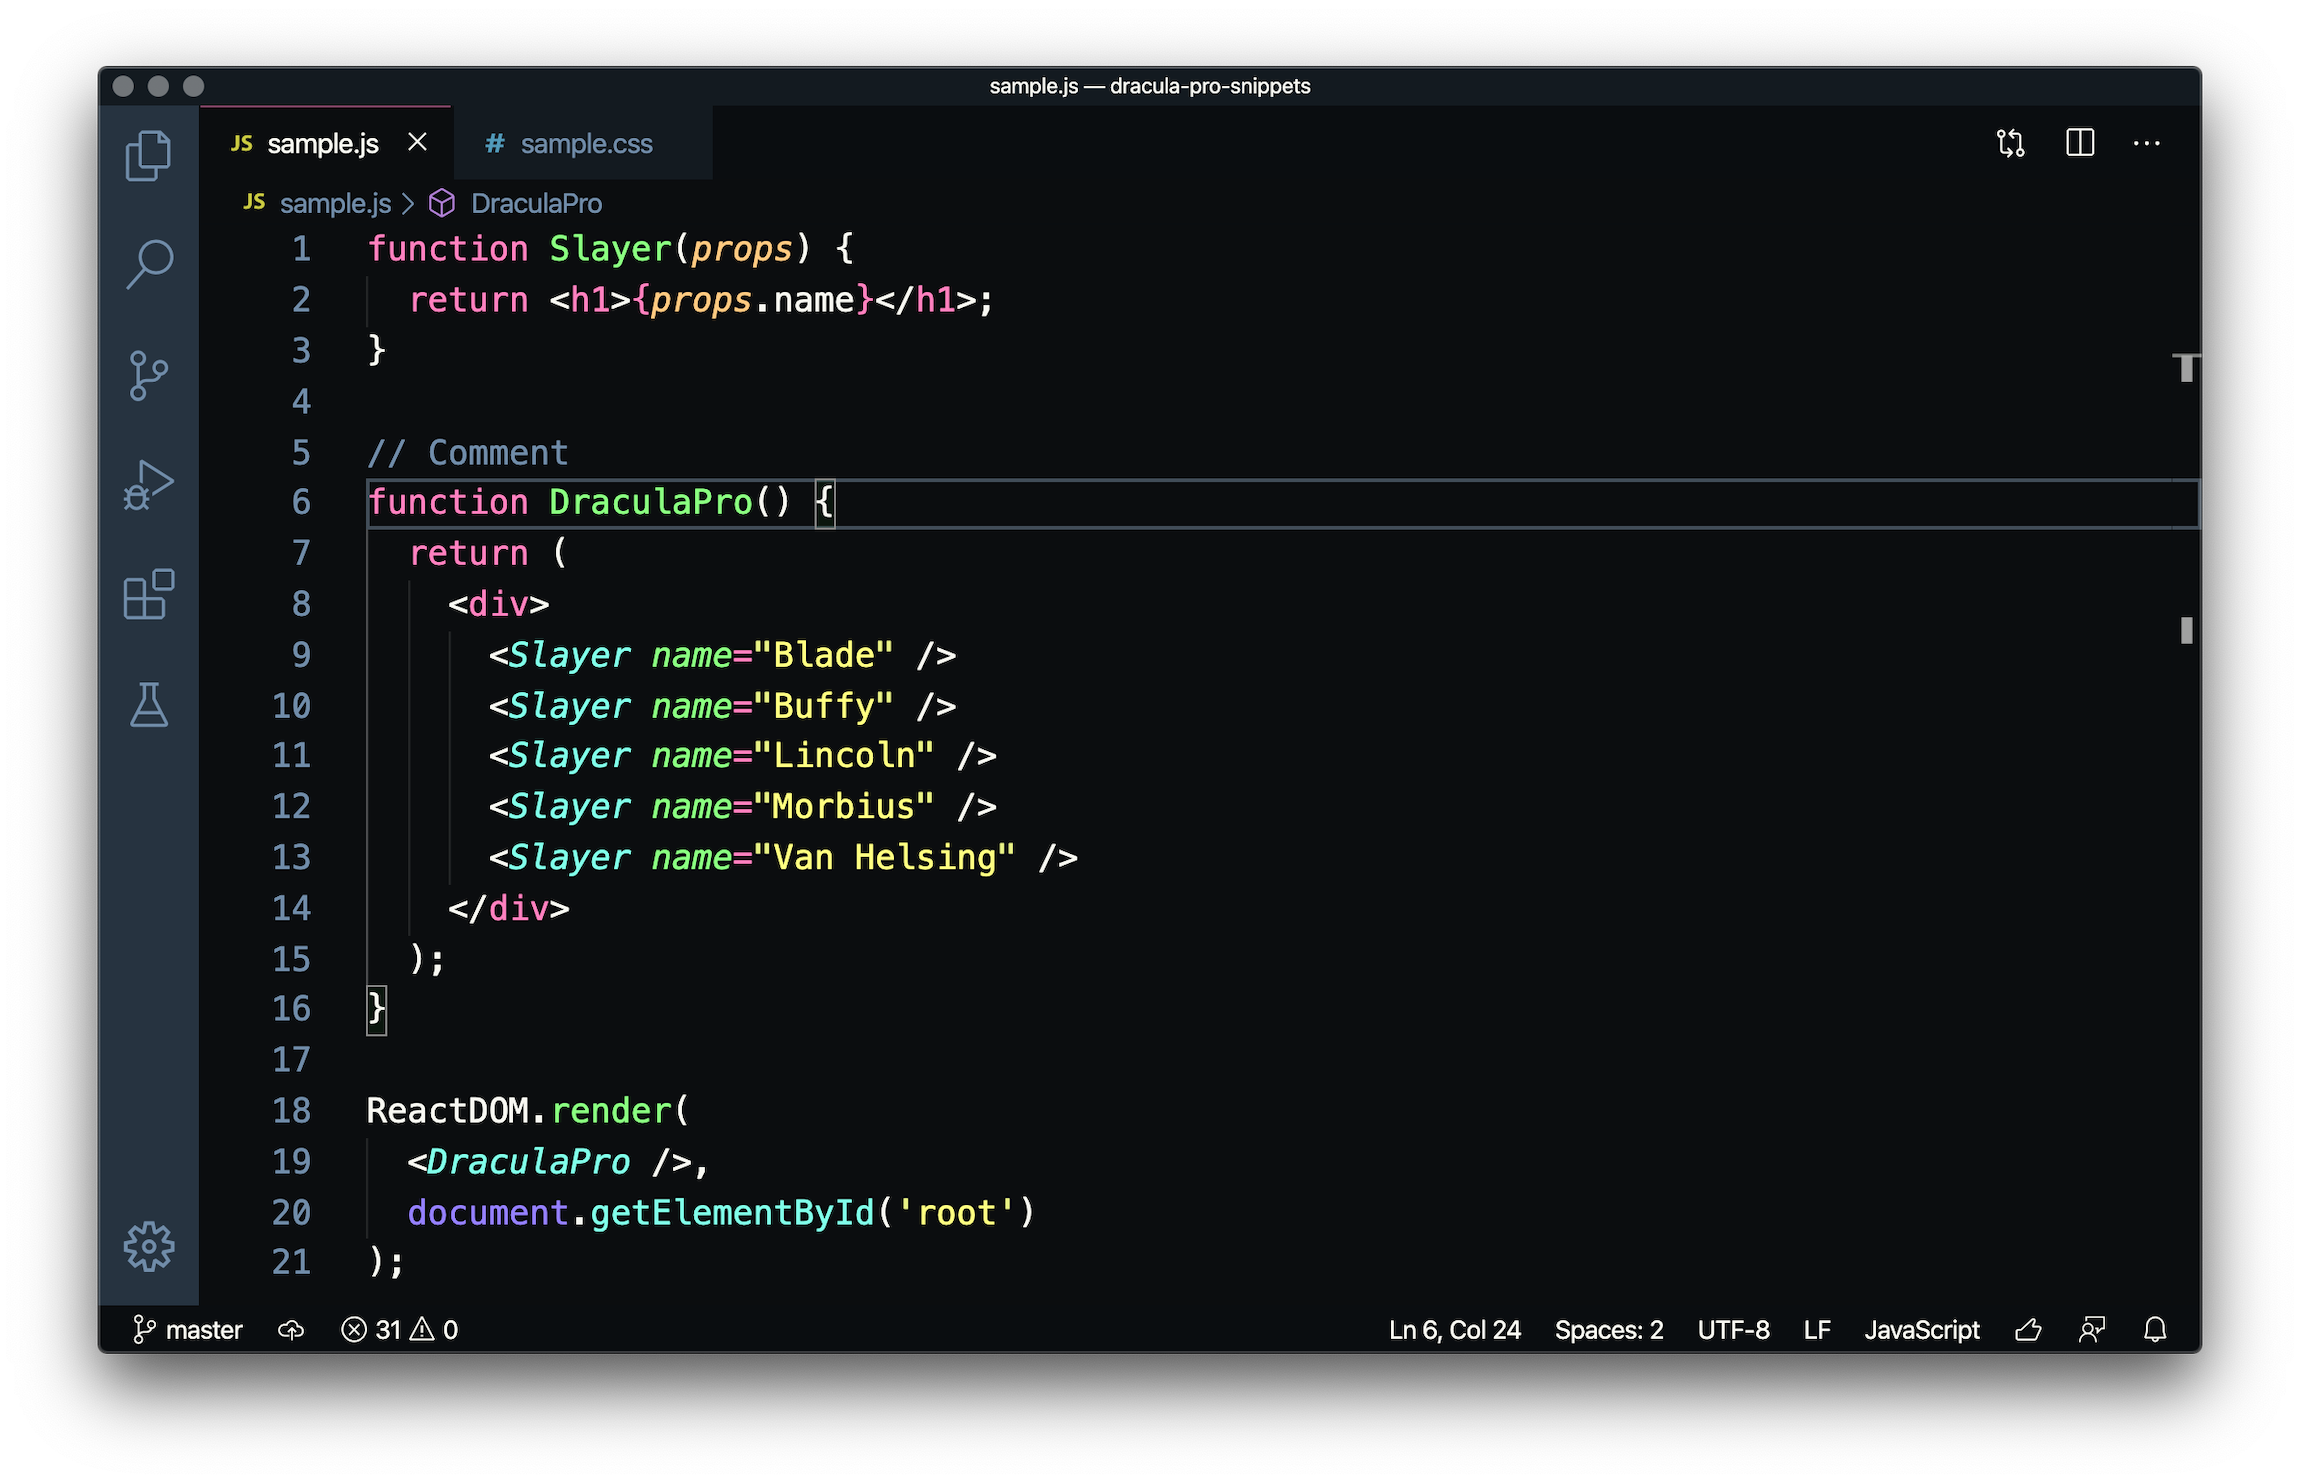 sample.js — dracula-pro-snippets
JS sample.js # sample.css
JS sample.js > DraculaPro
1 function Slayer(props) {
2   return <h1>{props.name}</h1>;
3 }
4
5 // Comment
6 function DraculaPro() {
7   return (
8     <div>
9       <Slayer name="Blade" />
10       <Slayer name="Buffy" />
11       <Slayer name="Lincoln" />
12       <Slayer name="Morbius" />
13       <Slayer name="Van Helsing" />
14     </div>
15   );
16 }
17
18 ReactDOM.render(
19   <DraculaPro />,
20   document.getElementById('root')
21 );
master 31 0 Ln 6, Col 24 Spaces: 2 UTF-8 LF JavaScript